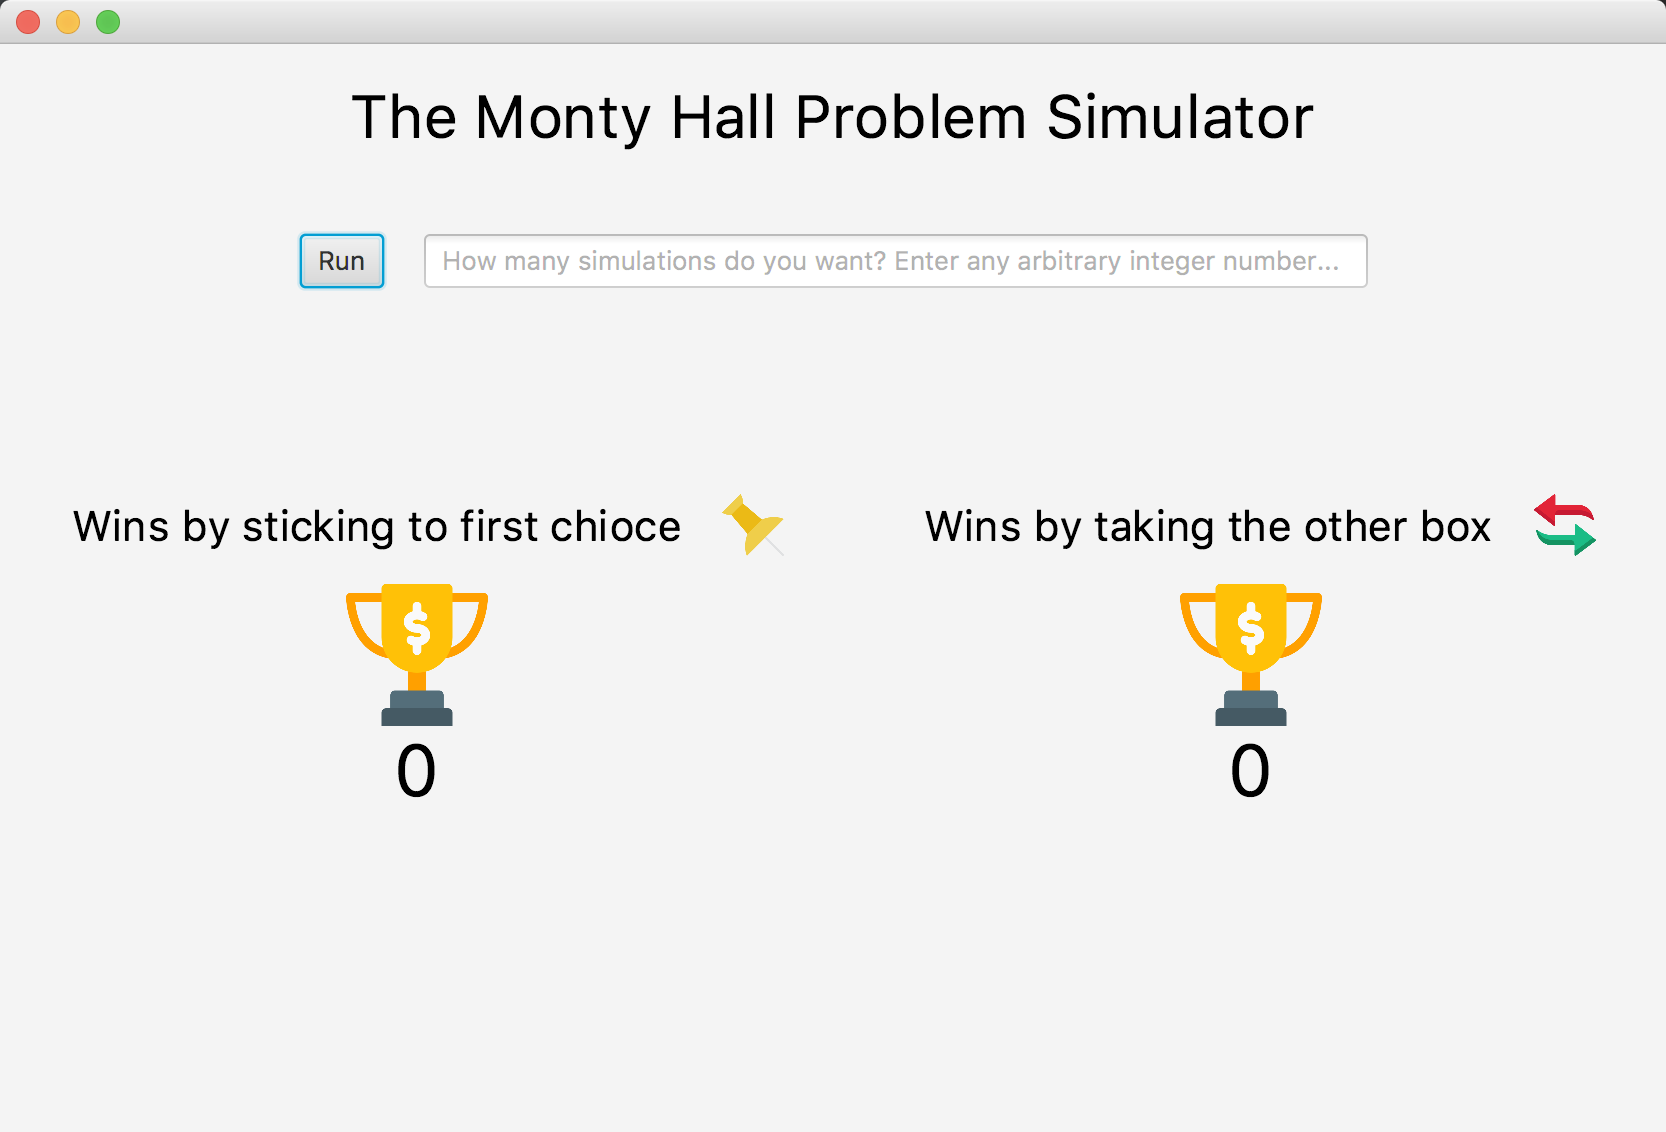 The Monty Hall Problem Simulator
Run
How many simulations do you want? Enter any arbitrary integer number...
Wins by sticking to first chioce
Wins by taking the other box
$
$
0
0